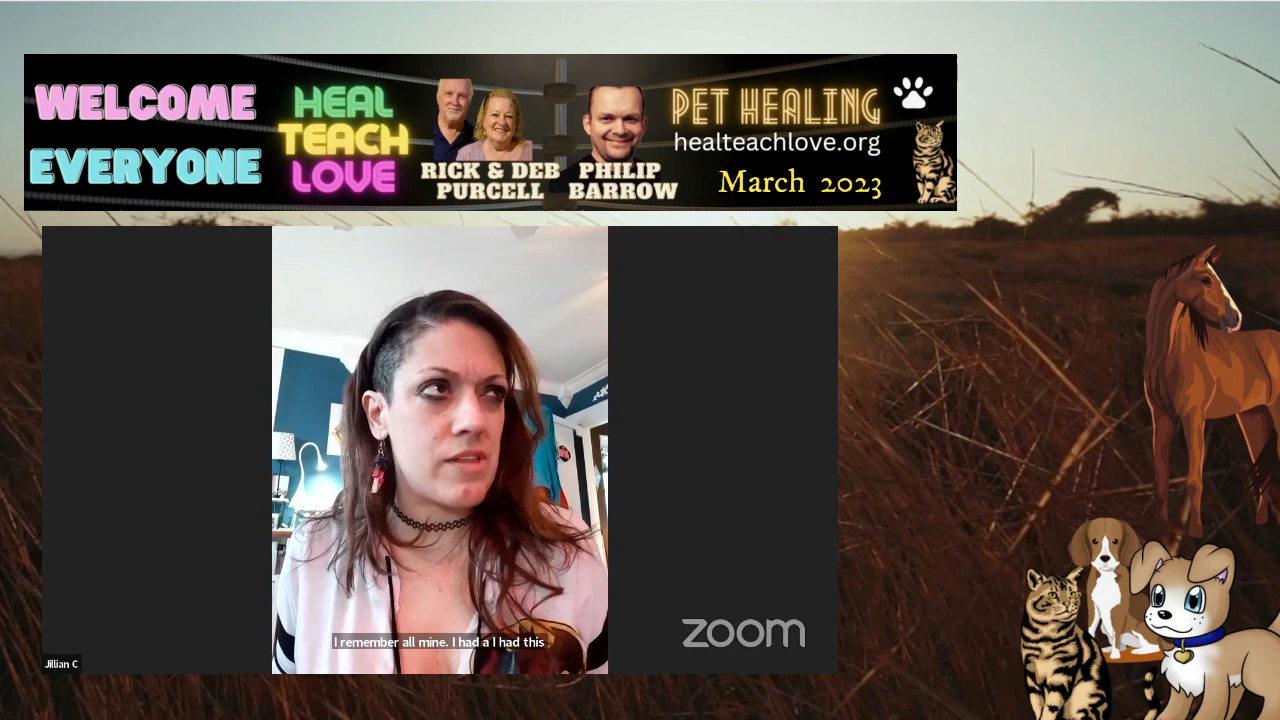 WELCOME
EVERYONE
HEAL
TEACH
LOVE
RICK & DEB
PURCELL
PHILIP
BARROW
PET HEALING
healteachlove.org
March 2023
I remember all mine. I had a I had this
zoom
Jillian C